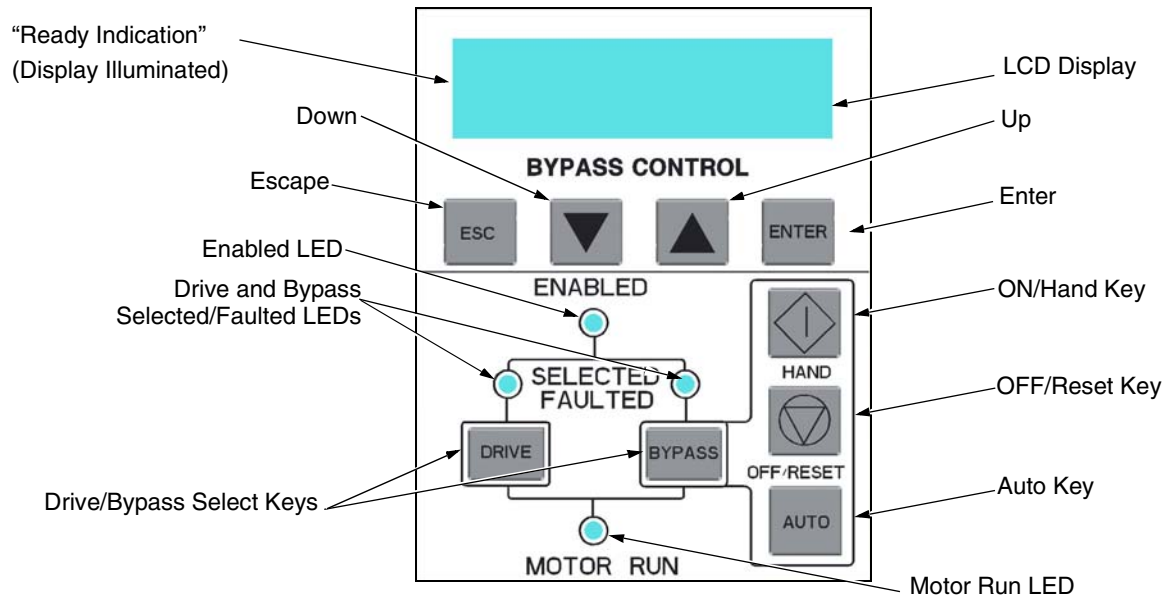 “Ready Indication”
(Display Illuminated)
LCD Display
Down
Up
BYPASS CONTROL
Escape
Enter
ESC
ENTER
Enabled LED
ENABLED
Drive and Bypass
Selected/Faulted LEDs
ON/Hand Key
SELECTED
FAULTED
HAND
OFF/Reset Key
DRIVE
BYPASS
OFF/RESET
Drive/Bypass Select Keys
Auto Key
AUTO
MOTOR RUN
Motor Run LED